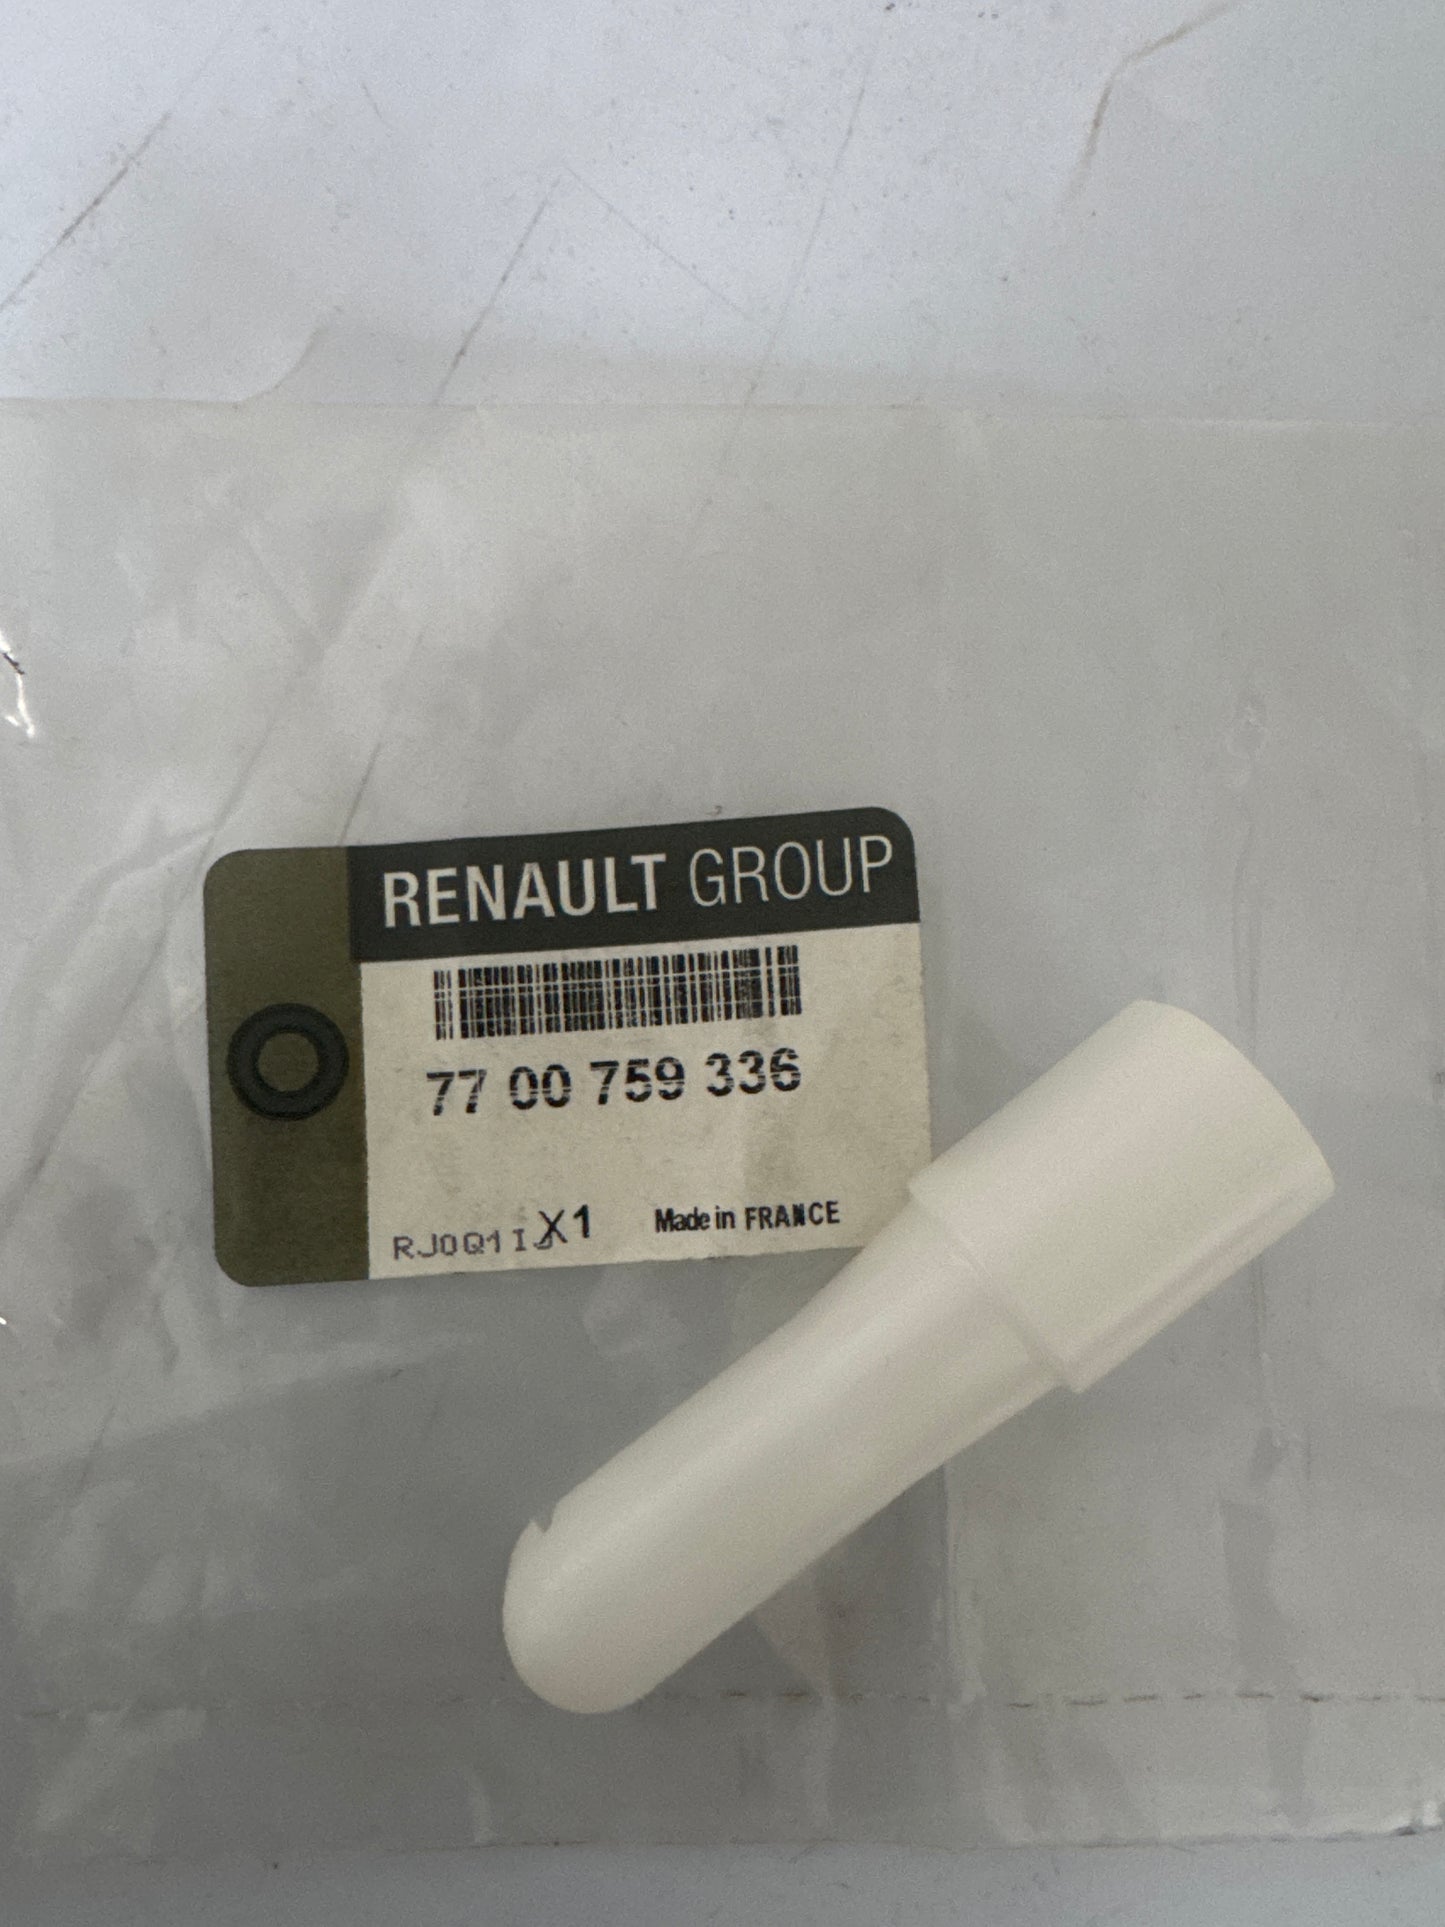 RENAULT GROUP
77 00 759 336
X1 Made in FRANCE